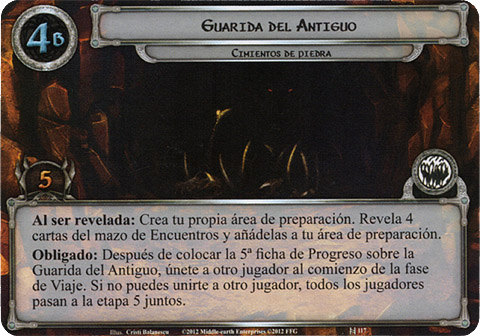 4B
Guarida del Antiguo
Cimientos de piedra
5
Al ser revelada: Crea tu propia área de preparación. Revela 4
cartas del mazo de Encuentros y añádelas a tu área de preparación.
Obligado: Después de colocar la 5ª ficha de Progreso sobre la
Guarida del Antiguo, únete a otro jugador al comienzo de la fase
de Viaje. Si no puedes unirte a otro jugador, todos los jugadores
pasan a la etapa 5 juntos.
Illus. Cristi Balanescu ©2012 Middle-earth Enterprises ©2012 FFG 117